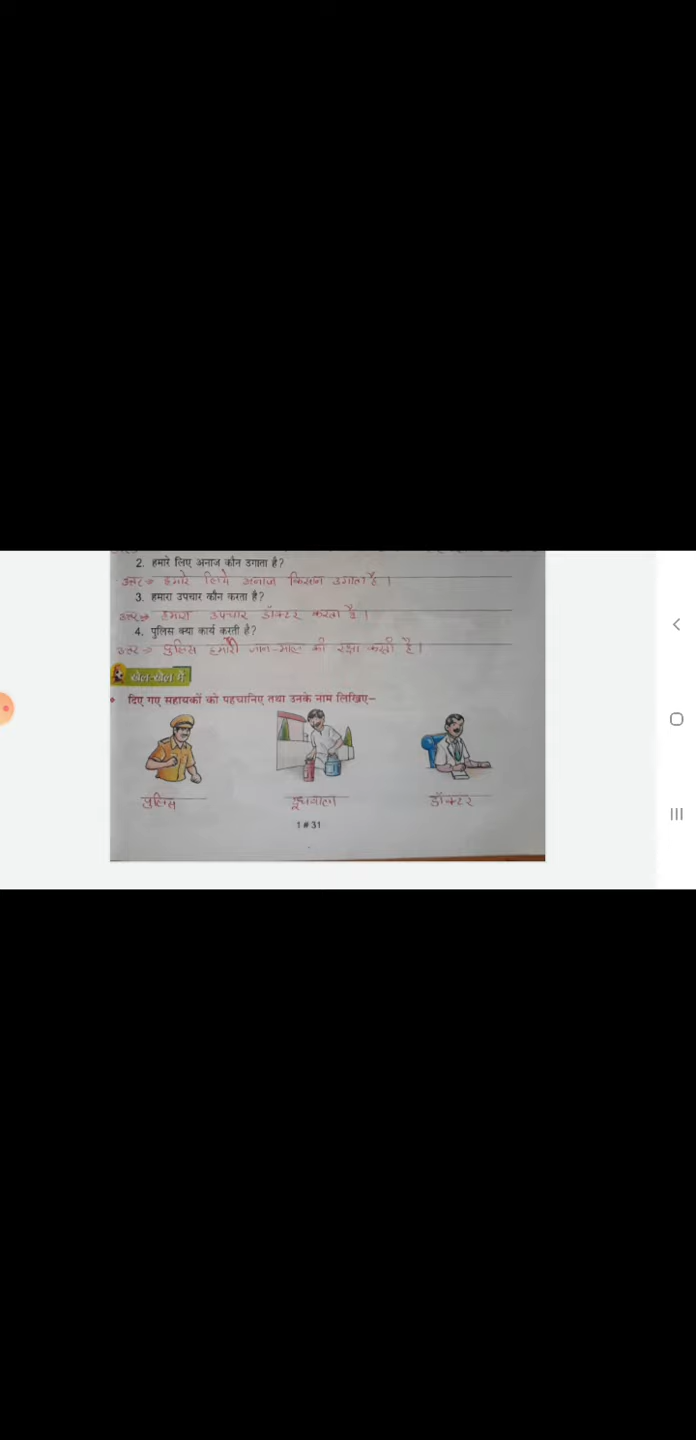 2. हमारे लिए अनाज कौन उगाता है?
उत्तर⇒ हमारे लिये अनाज किसान उगाता है।
3. हमारा उपचार कौन करता है?
उत्तर⇒ हमारा उपचार डॉक्टर करता है।
4. पुलिस क्या कार्य करती है?
उत्तर⇒ पुलिस हमारी जान-माल की रक्षा करती है।
खेल-खेल में
• दिए गए सहायकों को पहचानिए तथा उनके नाम लिखिए–
पुलिस दूधवाला डॉक्टर
1 # 31